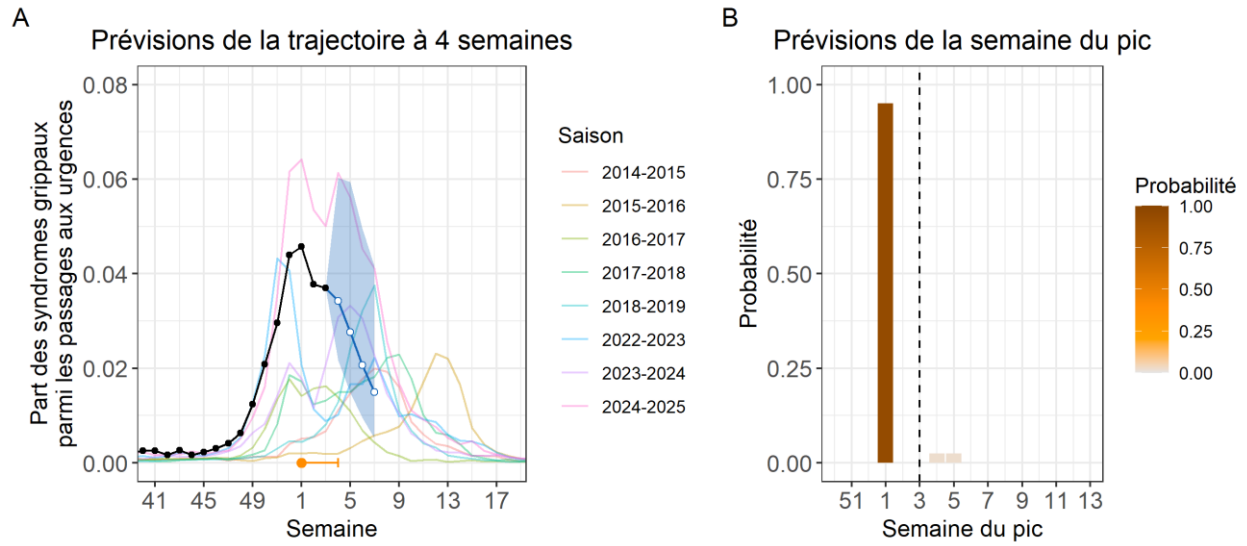 A
Prévisions de la trajectoire à 4 semaines
Part des syndromes grippaux
parmi les passages aux urgences
0.08
0.06
0.04
0.02
0.00
41 45 49 1 5 9 13 17
Semaine
Saison
2014-2015
2015-2016
2016-2017
2017-2018
2018-2019
2022-2023
2023-2024
2024-2025
B
Prévisions de la semaine du pic
Probabilité
1.00
0.75
0.50
0.25
0.00
51 1 3 5 7 9 11 13
Semaine du pic
Probabilité
1.00
0.75
0.50
0.25
0.00